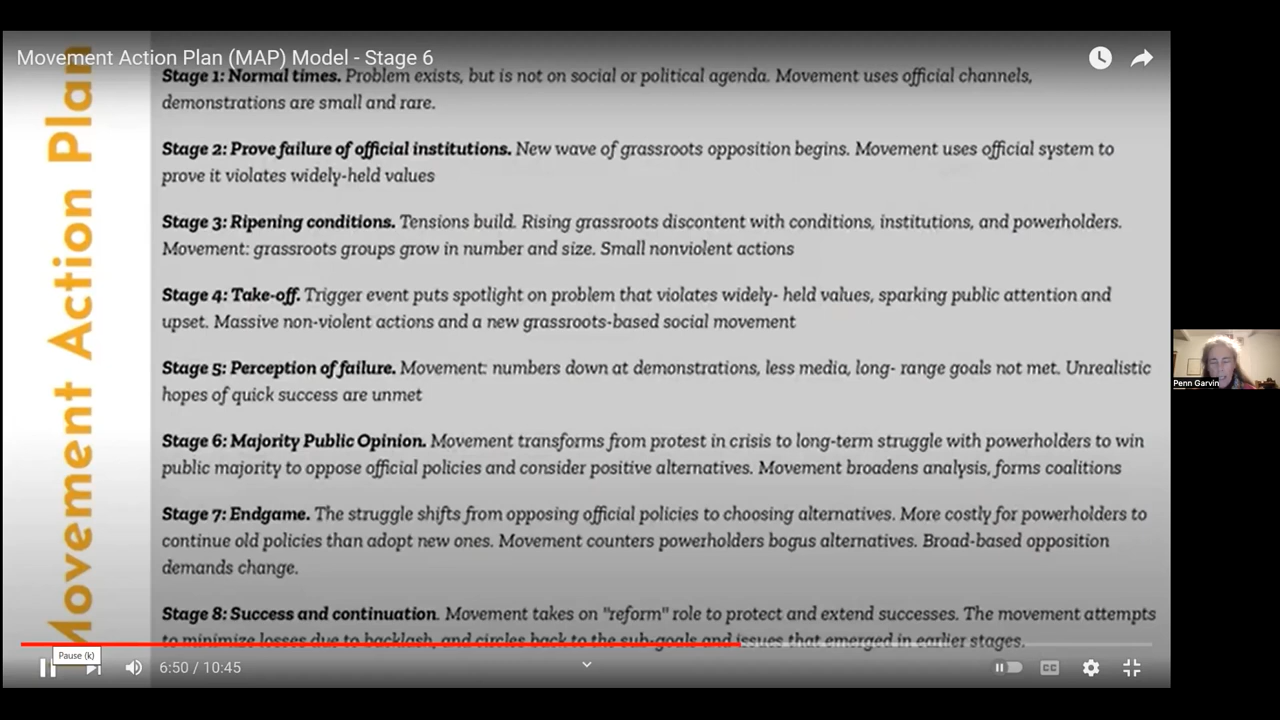 Movement Action Plan (MAP) Model - Stage 6
Movement Action Plan
Stage 1: Normal times. Problem exists, but is not on social or political agenda. Movement uses official channels,
demonstrations are small and rare.
Stage 2: Prove failure of official institutions. New wave of grassroots opposition begins. Movement uses official system to
prove it violates widely-held values
Stage 3: Ripening conditions. Tensions build. Rising grassroots discontent with conditions, institutions, and powerholders.
Movement: grassroots groups grow in number and size. Small nonviolent actions
Stage 4: Take-off. Trigger event puts spotlight on problem that violates widely- held values, sparking public attention and
upset. Massive non-violent actions and a new grassroots-based social movement
Stage 5: Perception of failure. Movement: numbers down at demonstrations, less media, long- range goals not met. Unrealistic
hopes of quick success are unmet
Stage 6: Majority Public Opinion. Movement transforms from protest in crisis to long-term struggle with powerholders to win
public majority to oppose official policies and consider positive alternatives. Movement broadens analysis, forms coalitions
Stage 7: Endgame. The struggle shifts from opposing official policies to choosing alternatives. More costly for powerholders to
continue old policies than adopt new ones. Movement counters powerholders bogus alternatives. Broad-based opposition
demands change.
Stage 8: Success and continuation. Movement takes on "reform" role to protect and extend successes. The movement attempts
to minimize losses due to backlash, and circles back to the sub-goals and issues that emerged in earlier stages.
Pause (k)
6:50 / 10:45
CC
Penn Garvin